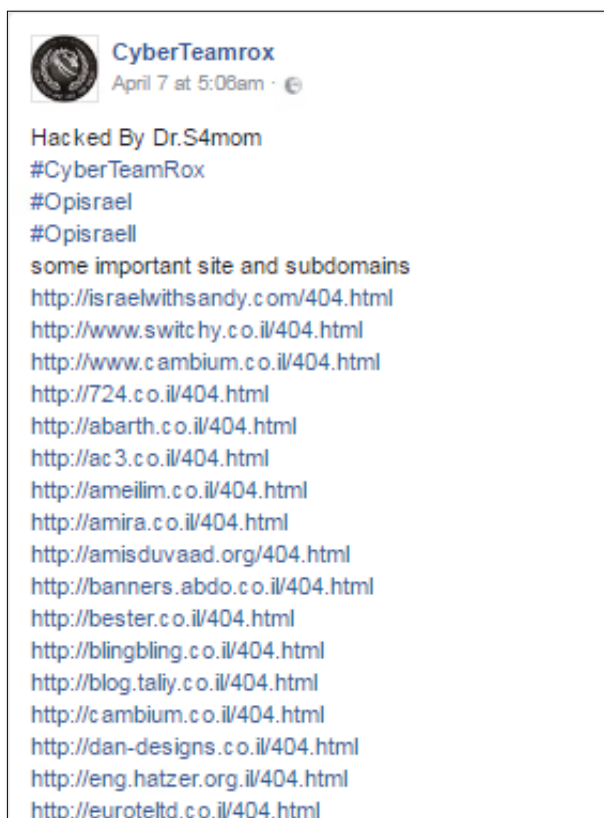 CyberTeamrox
April 7 at 5:06am ·
Hacked By Dr.S4mom
#CyberTeamRox
#Opisrael
#Opisraell
some important site and subdomains
http://israelwithsandy.com/404.html
http://www.switchy.co.il/404.html
http://www.cambium.co.il/404.html
http://724.co.il/404.html
http://abarth.co.il/404.html
http://ac3.co.il/404.html
http://ameilim.co.il/404.html
http://amira.co.il/404.html
http://amisduvaad.org/404.html
http://banners.abdo.co.il/404.html
http://bester.co.il/404.html
http://blingbling.co.il/404.html
http://blog.taliy.co.il/404.html
http://cambium.co.il/404.html
http://dan-designs.co.il/404.html
http://eng.hatzer.org.il/404.html
http://euroteltd.co.il/404.html